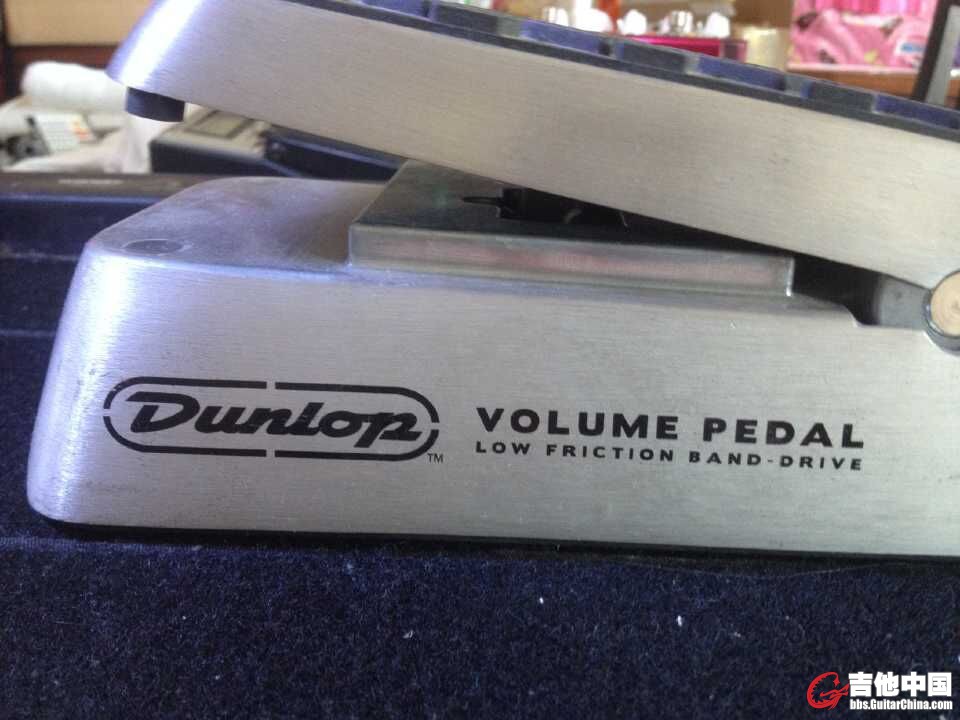 Dunlop
TM
VOLUME PEDAL
LOW FRICTION BAND-DRIVE
吉他中国
bbs.GuitarChina.com